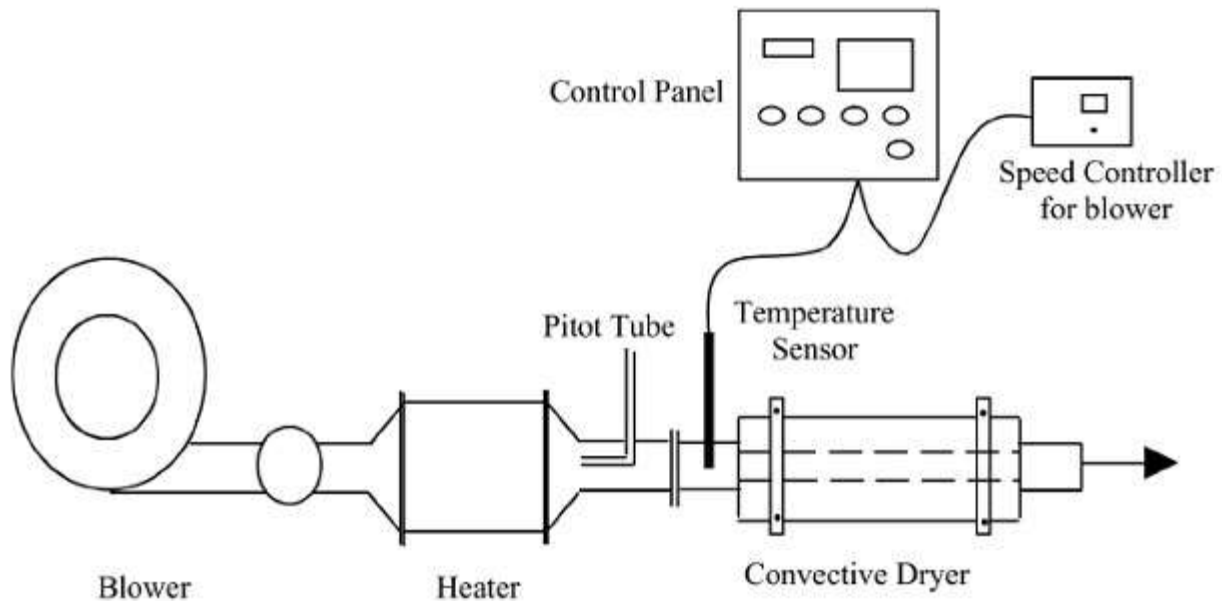 Control Panel
Speed Controller
for blower
Pitot Tube
Temperature
Sensor
Blower
Heater
Convective Dryer